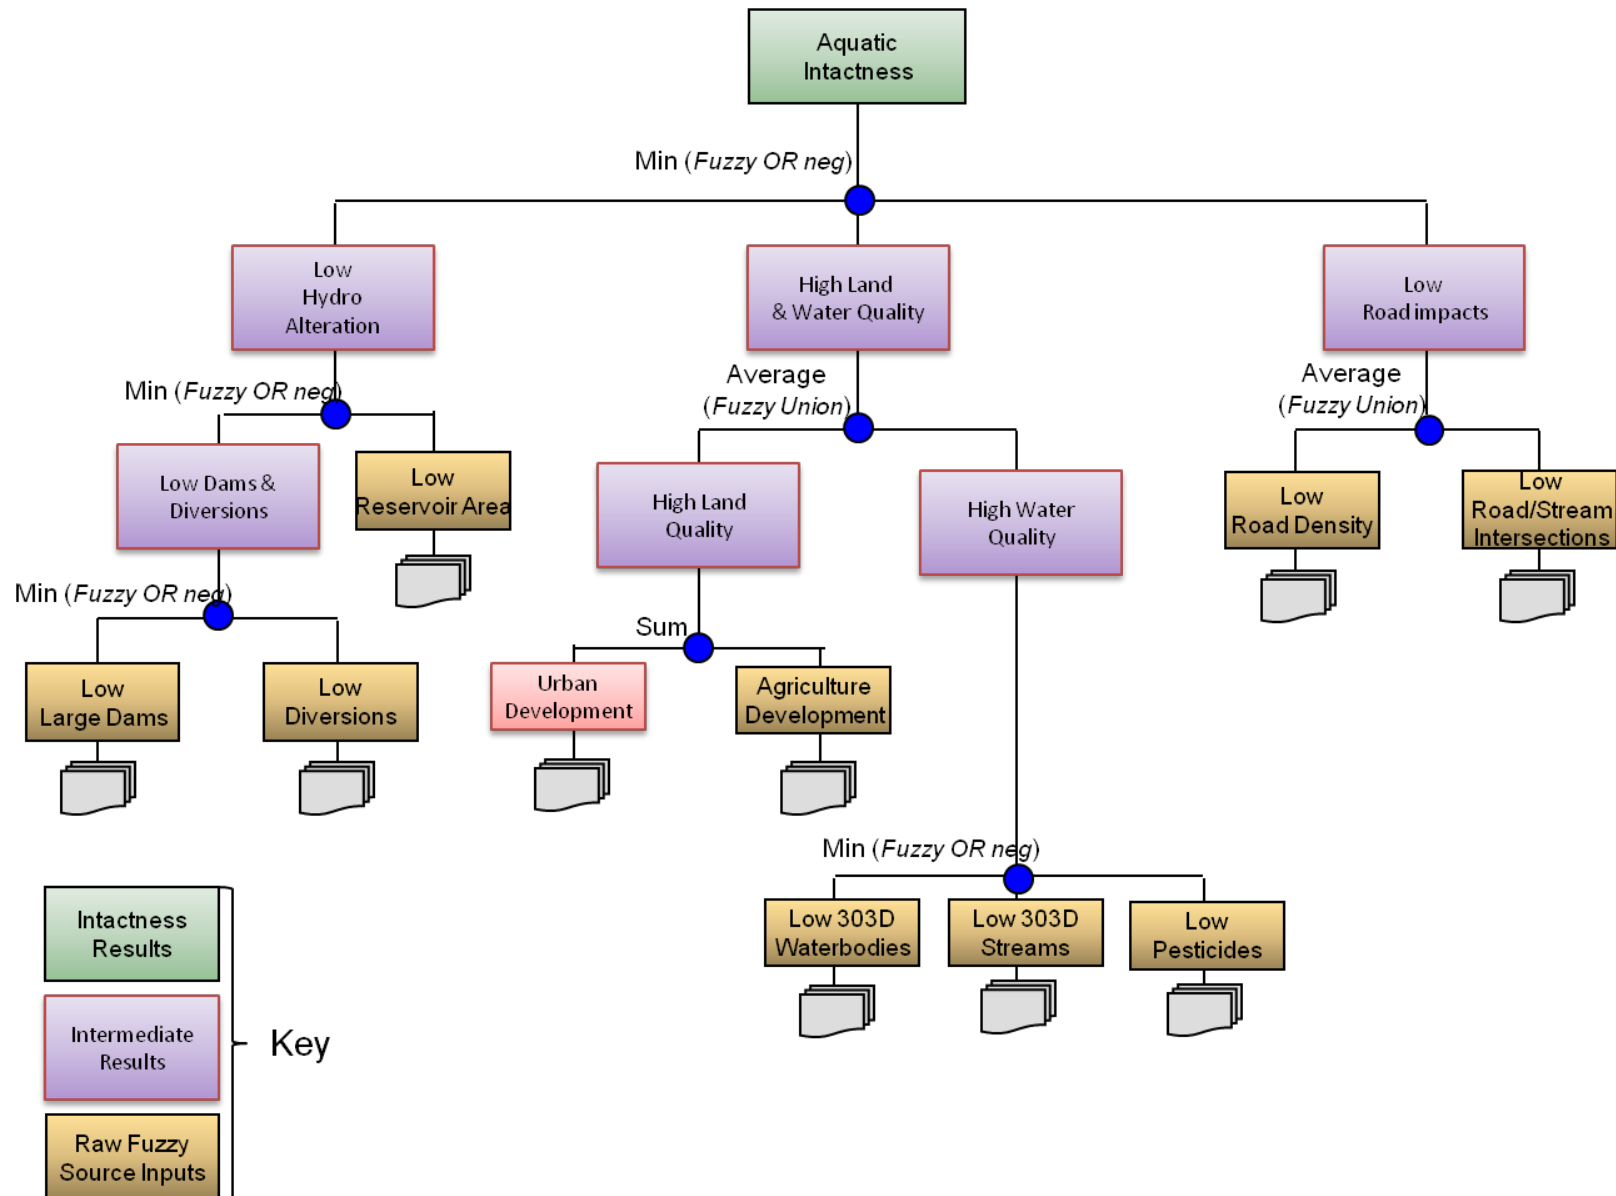 Aquatic
Intactness
Min (Fuzzy OR neg)
Low
Hydro
Alteration
High Land
& Water Quality
Low
Road impacts
Min (Fuzzy OR neg)
Average
(Fuzzy Union)
Average
(Fuzzy Union)
Low Dams &
Diversions
Low
Reservoir Area
High Land
Quality
High Water
Quality
Low
Road Density
Low
Road/Stream
Intersections
Min (Fuzzy OR neg)
Sum
Low
Large Dams
Low
Diversions
Urban
Development
Agriculture
Development
Min (Fuzzy OR neg)
Low 303D
Waterbodies
Low 303D
Streams
Low
Pesticides
Intactness
Results
Intermediate
Results
Key
Raw Fuzzy
Source Inputs